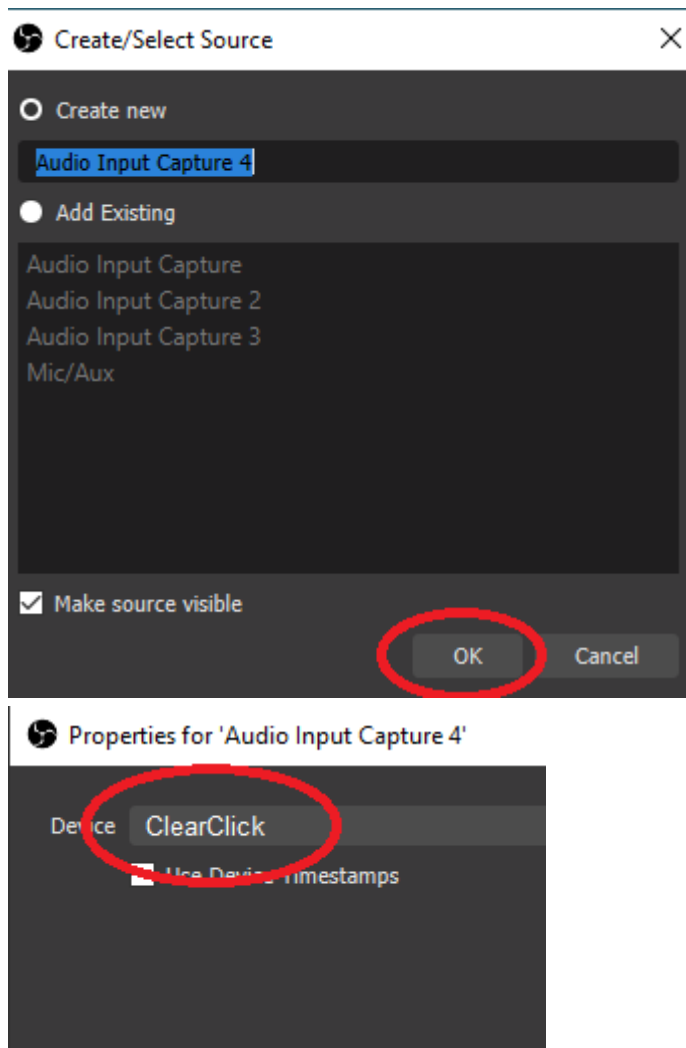 Create/Select Source
Create new
Audio Input Capture 4
Add Existing
Audio Input Capture
Audio Input Capture 2
Audio Input Capture 3
Mic/Aux
Make source visible
OK Cancel
Properties for 'Audio Input Capture 4'
Device ClearClick
Use Device Timestamps